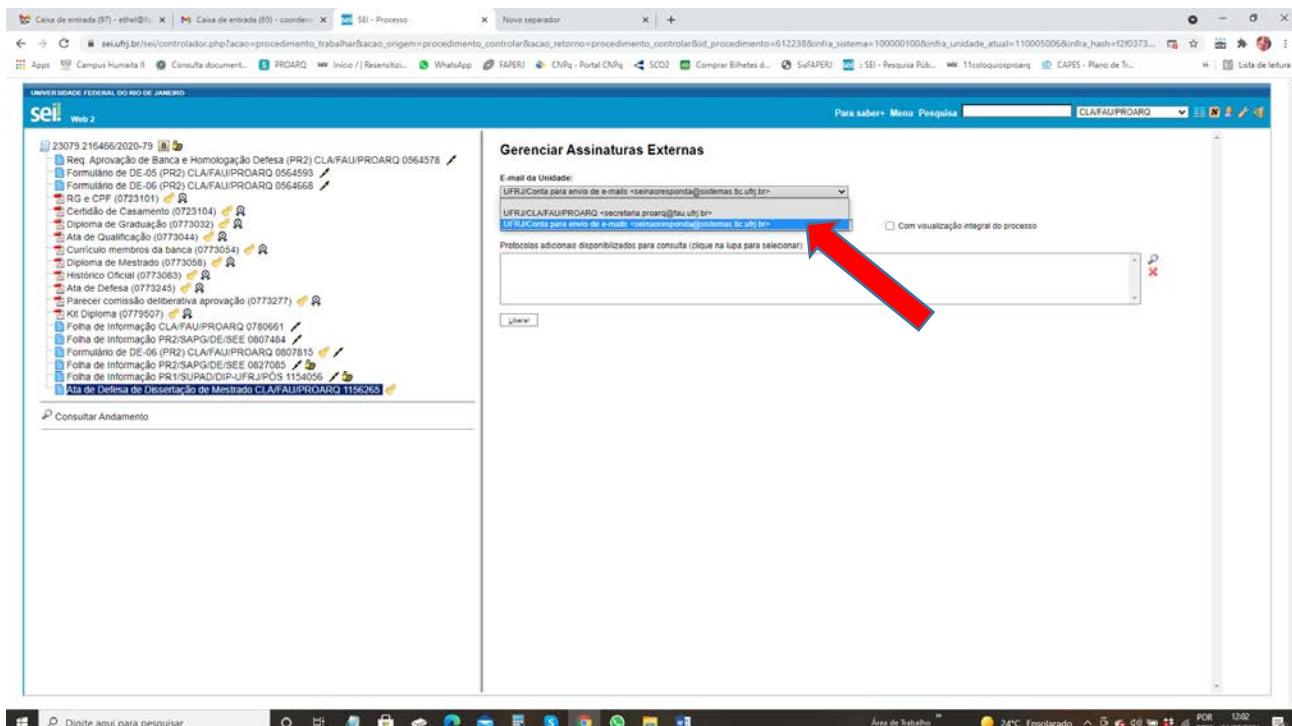 Caixa de entrada (97) - ethel@
Caixa de entrada (65) - coorden
SEI - Processo
Novo separador
sei.ufrj.br/sei/controlador.php?acao=procedimento_trabalhar&acao_origem=procedimento_controlar&acao_retorno=procedimento_controlar&id_procedimento=612238&infra_sistema=100000100&infra_unidade_atual=110005006&infra_hash=f2f0373...
Apps Campus Humaita II Consulta document... PROARQ Início / | Resensitiz... WhatsApp FAPERJ CNPq - Portal CNPq SCO2 Comprar Bilhetes d... SisFAPERJ :: SEI - Pesquisa Púb... 11coloquiosproarq CAPES - Plano de Tr... » Lista de leitura
UNIVERSIDADE FEDERAL DO RIO DE JANEIRO
sei! Web 2
Para saber+ Menu Pesquisa CLA/FAU/PROARQ
23079.216466/2020-79
Req. Aprovação de Banca e Homologação Defesa (PR2) CLA/FAU/PROARQ 0564578
Formulário de DE-05 (PR2) CLA/FAU/PROARQ 0564593
Formulário de DE-06 (PR2) CLA/FAU/PROARQ 0564668
RG e CPF (0723101)
Certidão de Casamento (0723104)
Diploma de Graduação (0773032)
Ata de Qualificação (0773044)
Currículo membros da banca (0773054)
Diploma de Mestrado (0773058)
Histórico Oficial (0773083)
Ata de Defesa (0773245)
Parecer comissão deliberativa aprovação (0773277)
Kit Diploma (0779507)
Folha de Informação CLA/FAU/PROARQ 0780661
Folha de Informação PR2/SAPG/DE/SEE 0807484
Formulário de DE-06 (PR2) CLA/FAU/PROARQ 0807815
Folha de Informação PR2/SAPG/DE/SEE 0827085
Folha de Informação PR1/SUPAD/DIP-UFRJ/PÓS 1154056
Ata de Defesa de Dissertação de Mestrado CLA/FAU/PROARQ 1156265
Consultar Andamento
Gerenciar Assinaturas Externas
E-mail da Unidade:
UFRJ/Conta para envio de e-mails <seinaoresponda@sistemas.tic.ufrj.br>
UFRJ/CLA/FAU/PROARQ <secretaria.proarq@fau.ufrj.br>
UFRJ/Conta para envio de e-mails <seinaoresponda@sistemas.tic.ufrj.br>
Com visualização integral do processo
Protocolos adicionais disponibilizados para consulta (clique na lupa para selecionar):
Liberar
Digite aqui para pesquisar
Área de Trabalho
24°C Ensolarado
POR
12:02